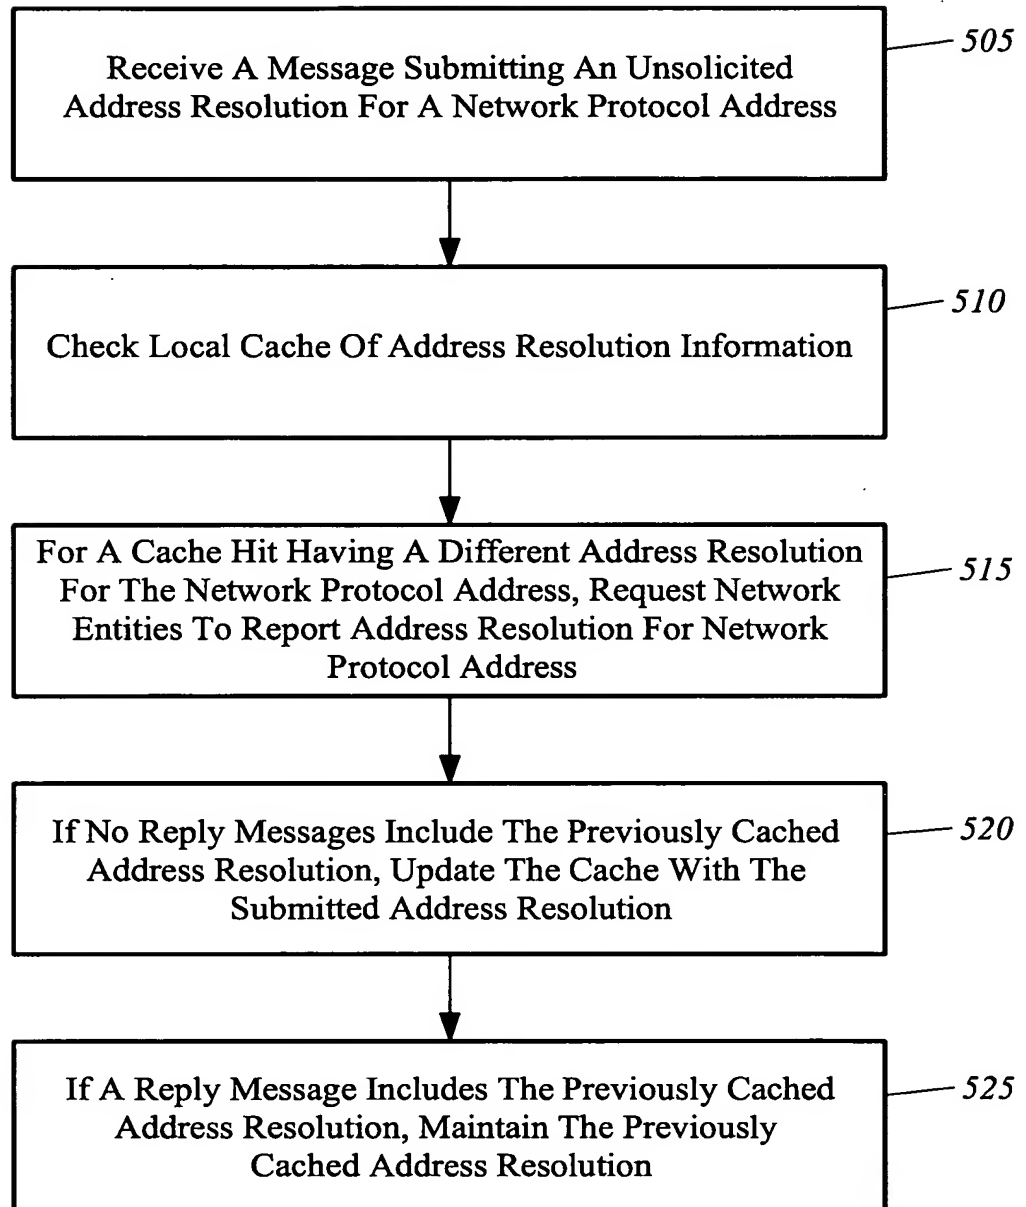 Receive A Message Submitting An Unsolicited
Address Resolution For A Network Protocol Address
505
Check Local Cache Of Address Resolution Information
510
For A Cache Hit Having A Different Address Resolution
For The Network Protocol Address, Request Network
Entities To Report Address Resolution For Network
Protocol Address
515
If No Reply Messages Include The Previously Cached
Address Resolution, Update The Cache With The
Submitted Address Resolution
520
If A Reply Message Includes The Previously Cached
Address Resolution, Maintain The Previously
Cached Address Resolution
525